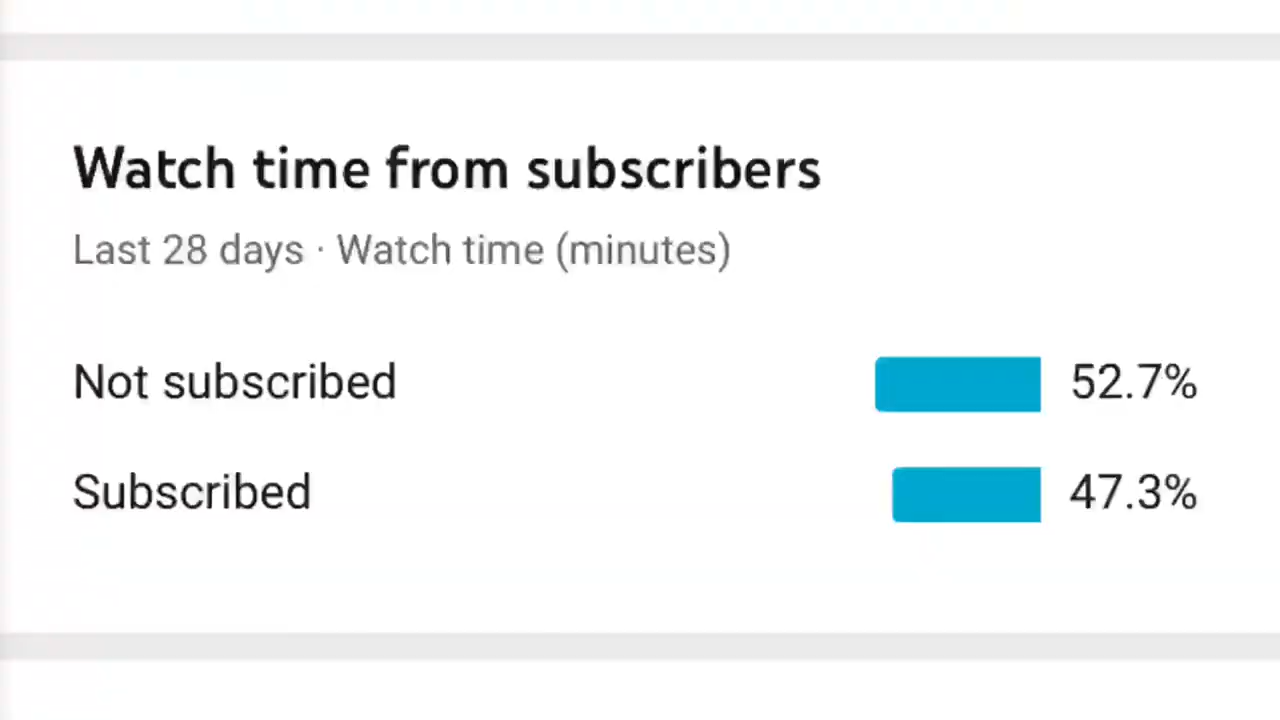 Watch time from subscribers
Last 28 days · Watch time (minutes)
Not subscribed 52.7%
Subscribed 47.3%